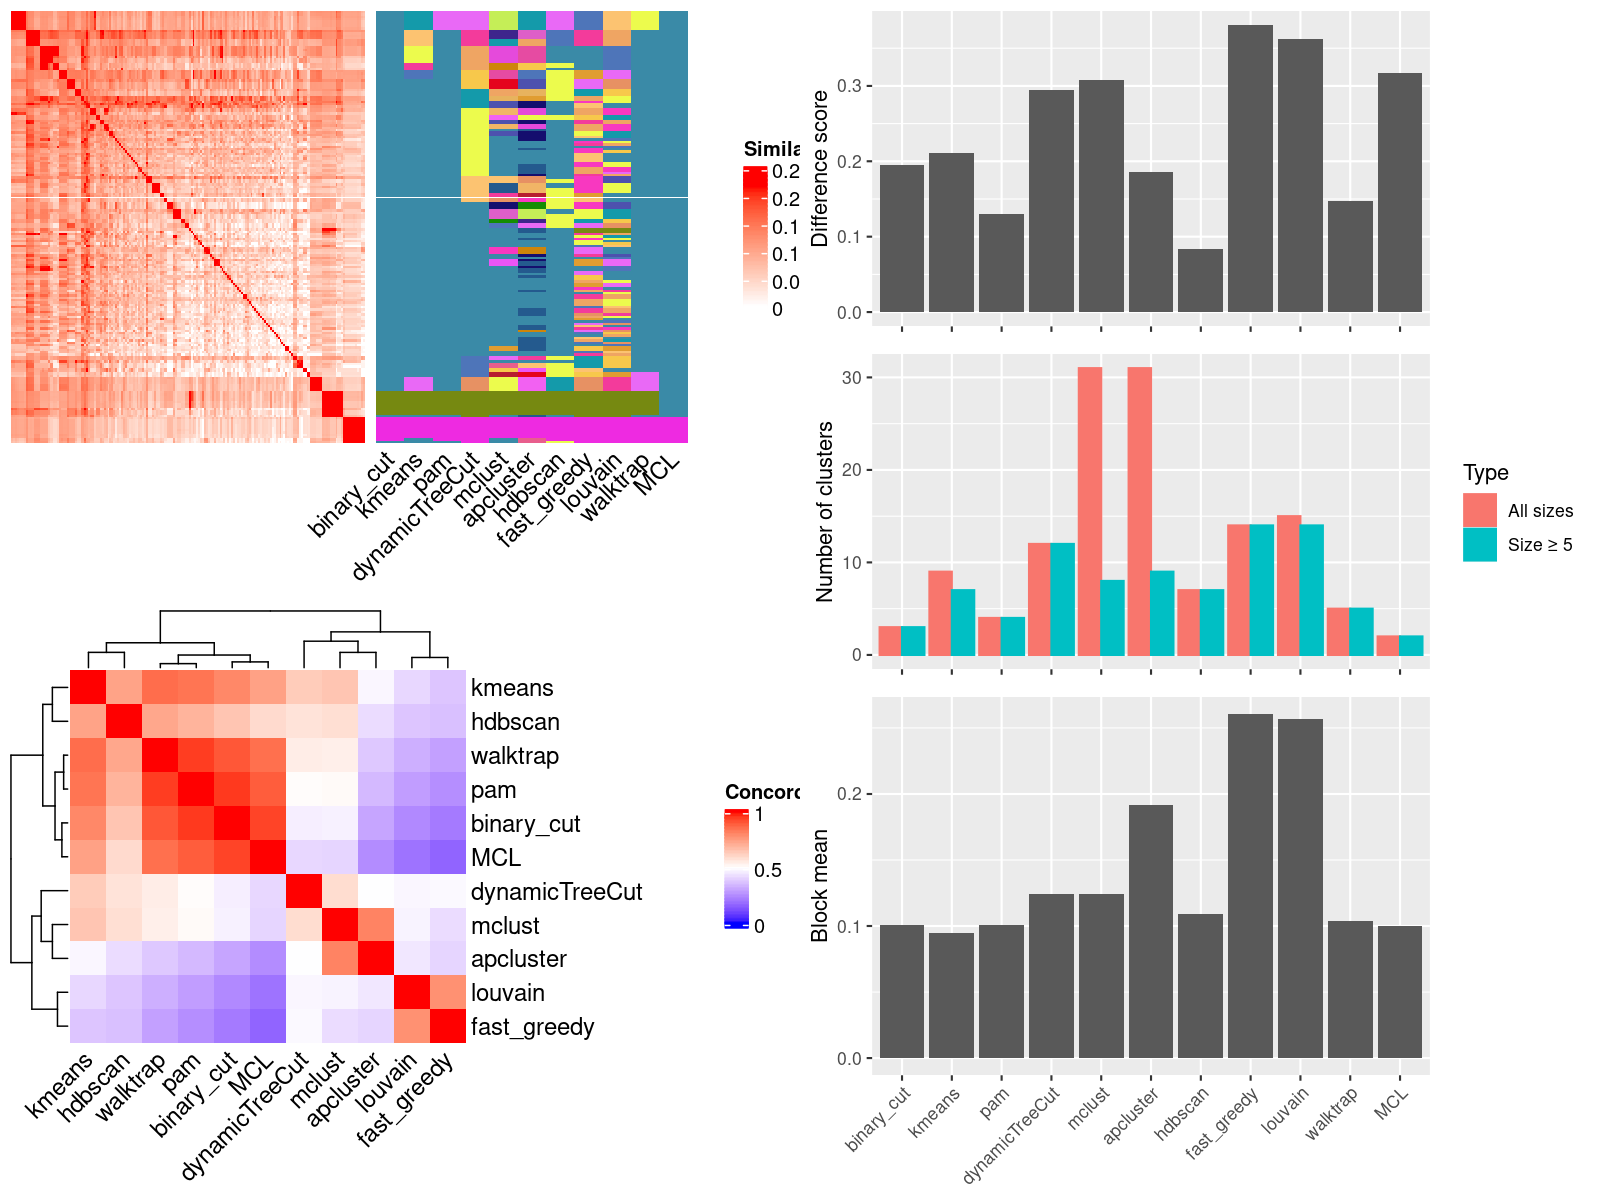 Simila
0.2
0.2
0.1
0.1
0.0
0
binary_cut
kmeans
pam
dynamicTreeCut
mclust
apcluster
hdbscan
fast_greedy
louvain
walktrap
MCL
Difference score
0.3
0.2
0.1
0.0
Number of clusters
30
20
10
0
Type
All sizes
Size ≥ 5
kmeans
hdbscan
walktrap
pam
binary_cut
MCL
dynamicTreeCut
mclust
apcluster
louvain
fast_greedy
kmeans
hdbscan
walktrap
pam
binary_cut
MCL
dynamicTreeCut
mclust
apcluster
louvain
fast_greedy
Concord
1
0.5
0
Block mean
0.2
0.1
0.0
binary_cut
kmeans
pam
dynamicTreeCut
mclust
apcluster
hdbscan
fast_greedy
louvain
walktrap
MCL